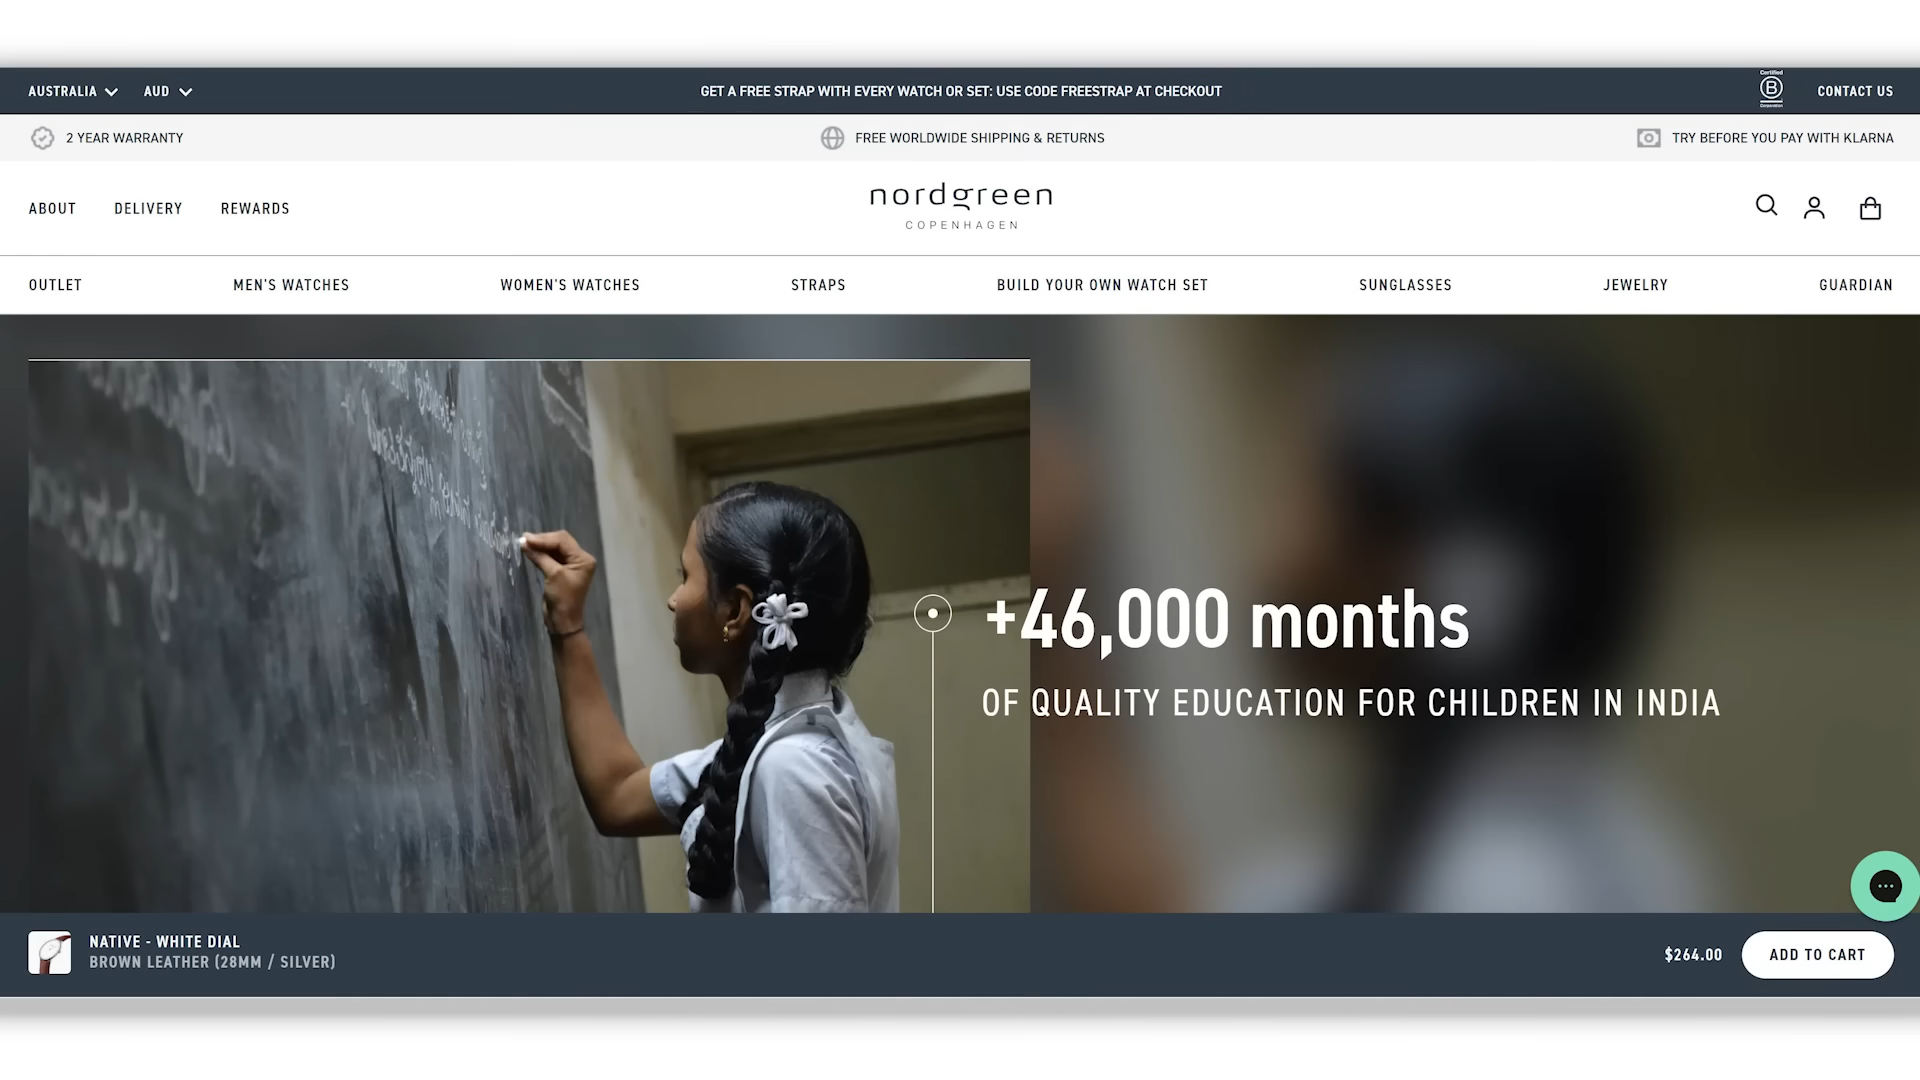 AUSTRALIA
AUD
GET A FREE STRAP WITH EVERY WATCH OR SET: USE CODE FREESTRAP AT CHECKOUT
Certified
B
Corporation
CONTACT US
2 YEAR WARRANTY
FREE WORLDWIDE SHIPPING & RETURNS
TRY BEFORE YOU PAY WITH KLARNA
ABOUT
DELIVERY
REWARDS
nordgreen
COPENHAGEN
OUTLET
MEN'S WATCHES
WOMEN'S WATCHES
STRAPS
BUILD YOUR OWN WATCH SET
SUNGLASSES
JEWELRY
GUARDIAN
+46,000 months
OF QUALITY EDUCATION FOR CHILDREN IN INDIA
NATIVE - WHITE DIAL
BROWN LEATHER (28MM / SILVER)
$264.00
ADD TO CART